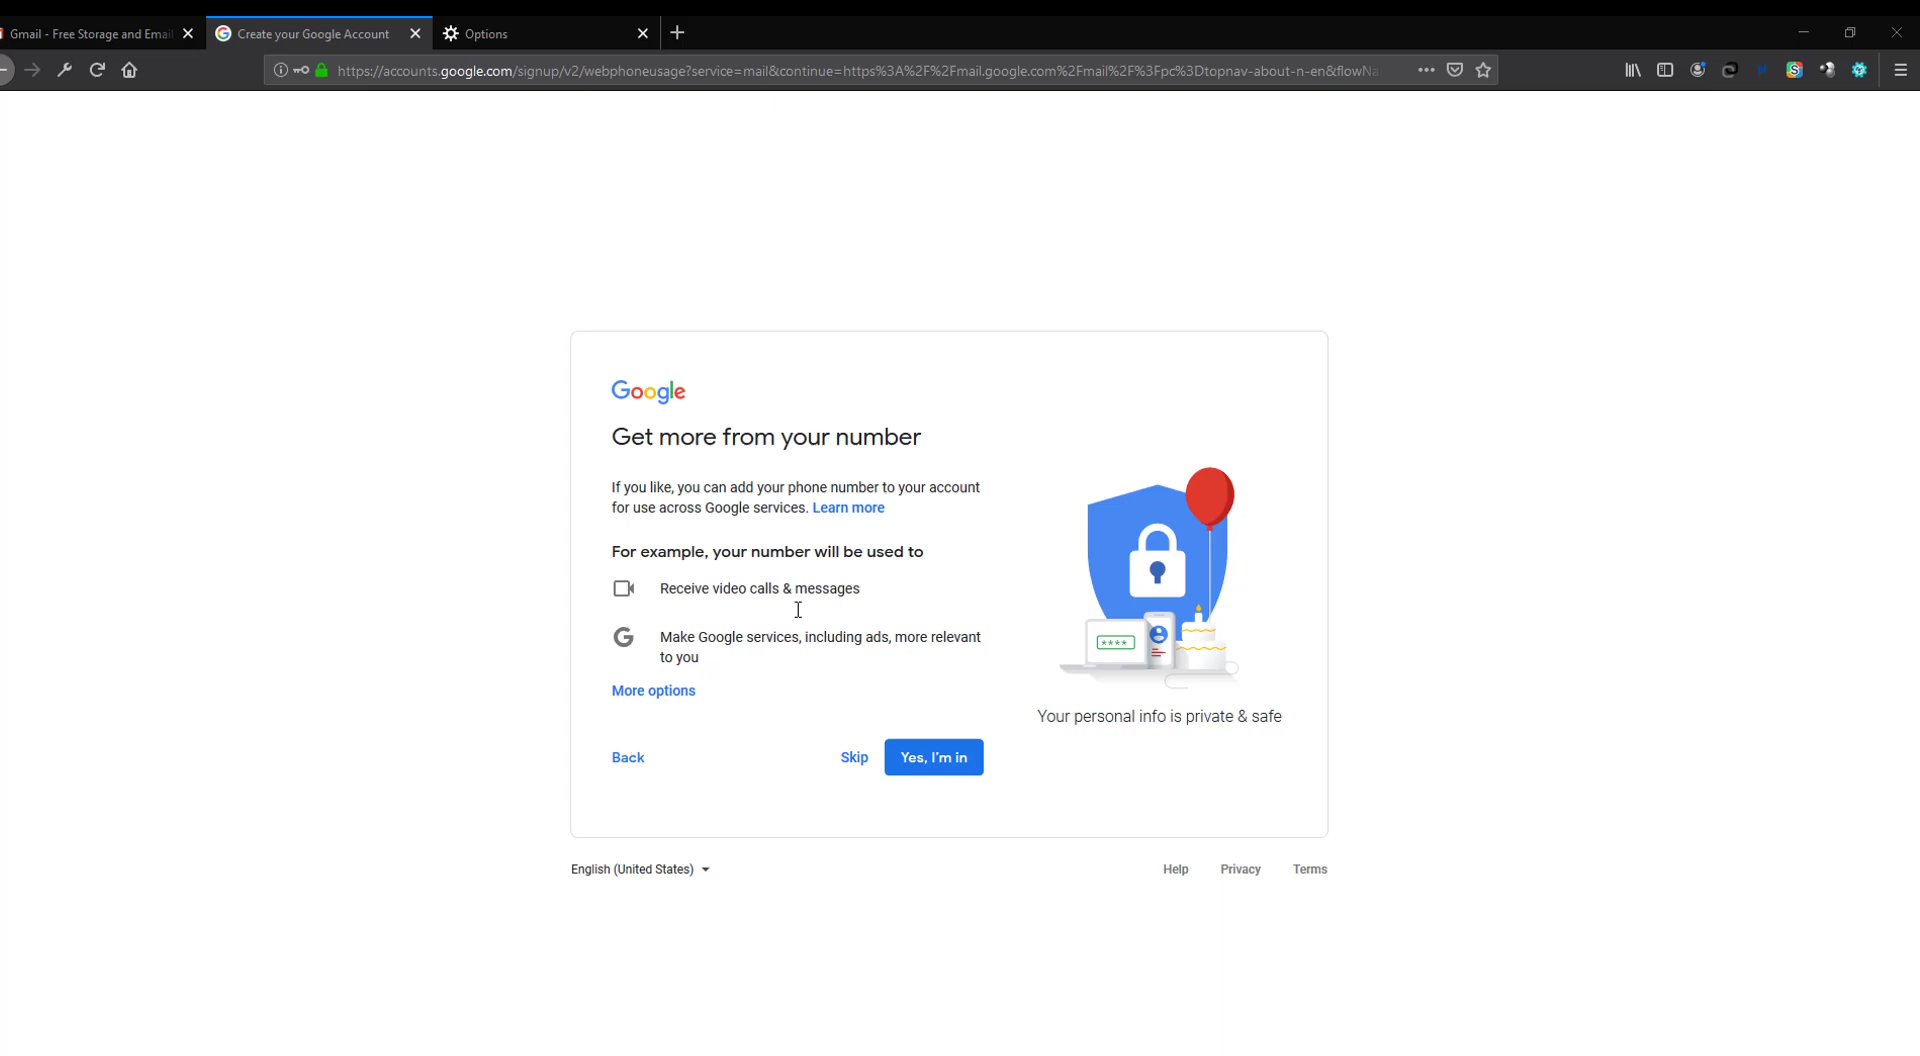 Gmail - Free Storage and Emai
Create your Google Account
Options
https://accounts.google.com/signup/v2/webphoneusage?service=mail&continue=https%3A%2F%2Fmail.google.com%2Fmail%2F%3Fpc%3Dtopnav-about-n-en&flowNa
Google
Get more from your number
If you like, you can add your phone number to your account
for use across Google services. Learn more
For example, your number will be used to
Receive video calls & messages
G
Make Google services, including ads, more relevant
to you
More options
Back
Skip
Yes, I'm in
****
Your personal info is private & safe
English (United States)
Help
Privacy
Terms